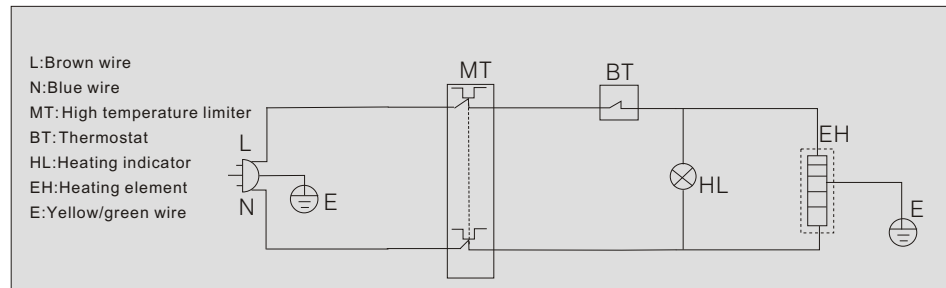 L:Brown wire
N:Blue wire
MT:High temperature limiter
BT:Thermostat
HL:Heating indicator
EH:Heating element
E:Yellow/green wire
MT
BT
L
EH
HL
N
E
E